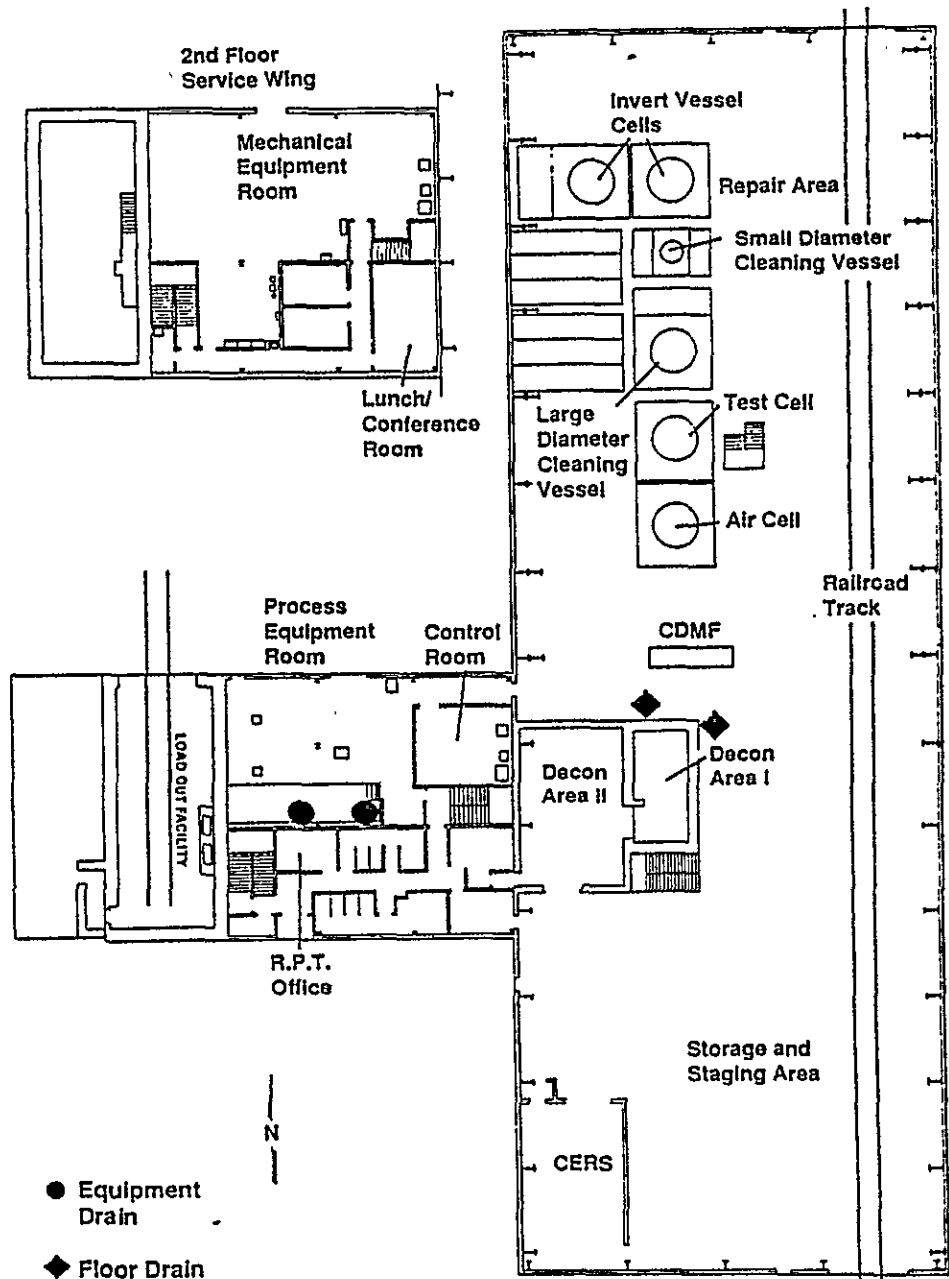 2nd Floor
Service Wing
Mechanical
Equipment
Room
Lunch/
Conference
Room
Invert Vessel
Cells
Repair Area
Small Diameter
Cleaning Vessel
Large
Diameter
Cleaning
Vessel
Test Cell
Air Cell
Railroad
Track
CDMF
Process
Equipment
Room
Control
Room
LOAD OUT FACILITY
Decon
Area II
Decon
Area I
R.P.T.
Office
Storage and
Staging Area
CERS
N
Equipment
Drain
Floor Drain